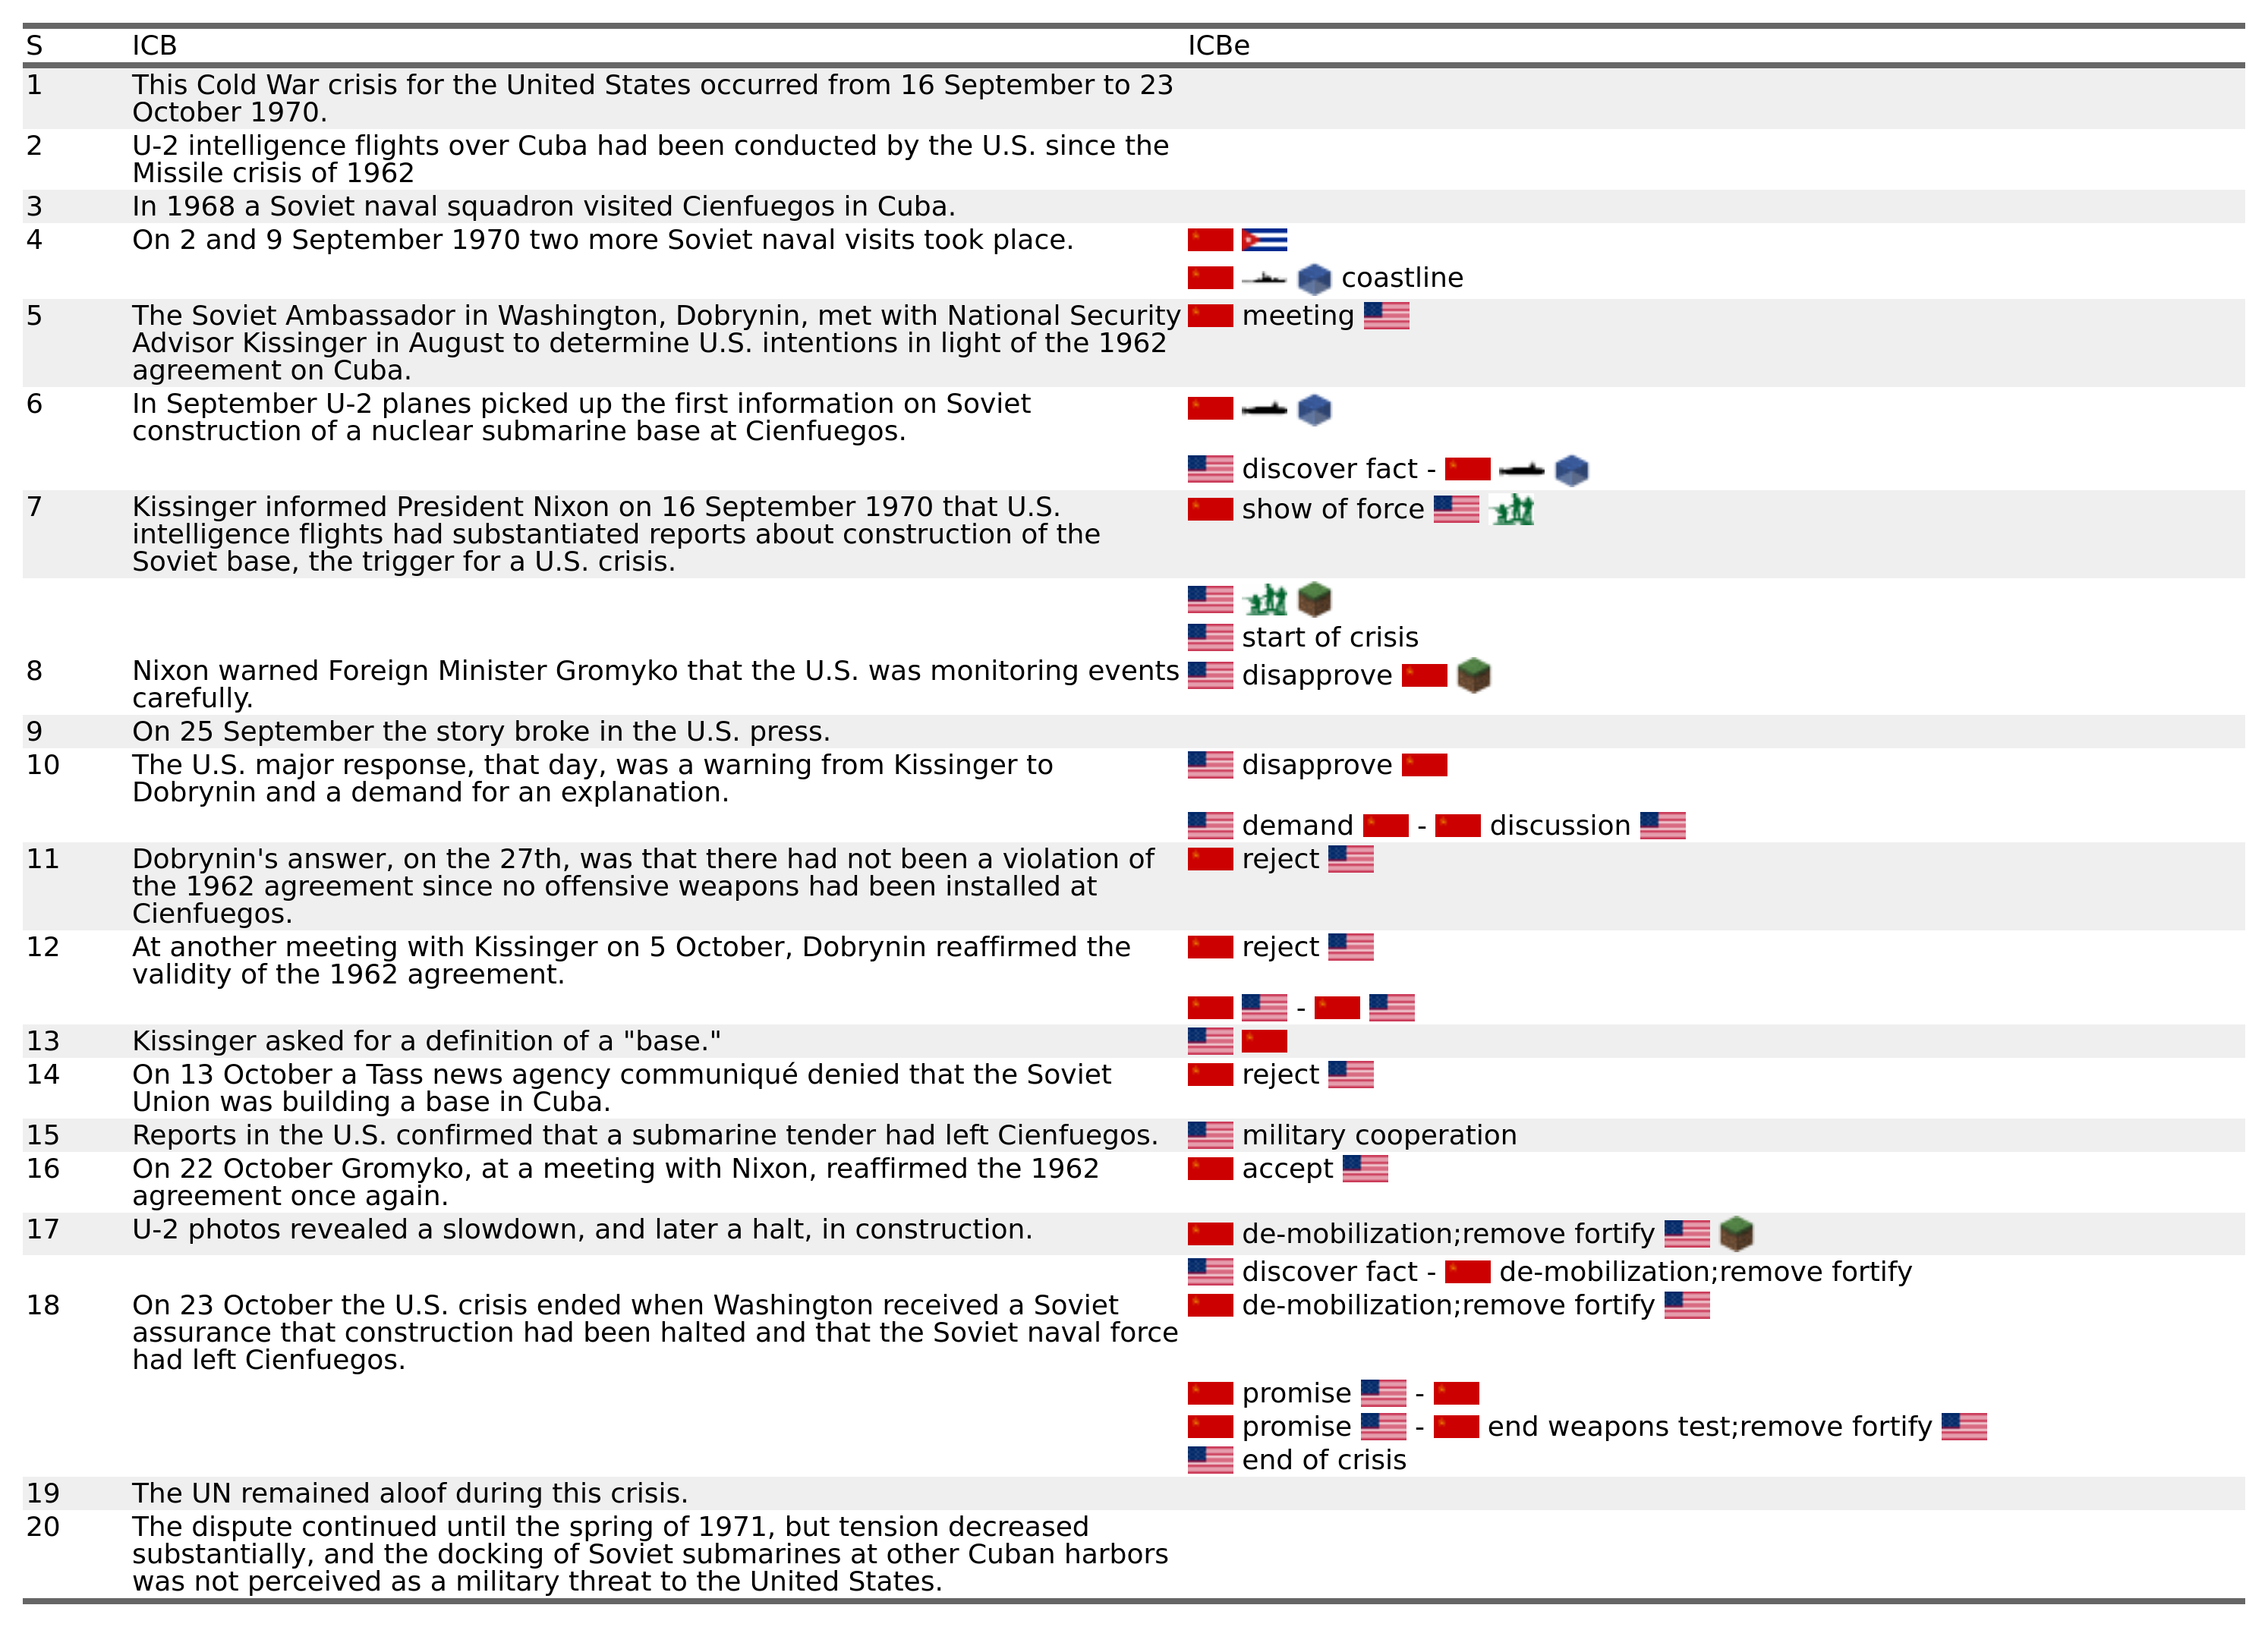 S ICB ICBe
1 This Cold War crisis for the United States occurred from 16 September to 23
October 1970.
2 U-2 intelligence flights over Cuba had been conducted by the U.S. since the
Missile crisis of 1962
3 In 1968 a Soviet naval squadron visited Cienfuegos in Cuba.
4 On 2 and 9 September 1970 two more Soviet naval visits took place.
coastline
5 The Soviet Ambassador in Washington, Dobrynin, met with National Security meeting
Advisor Kissinger in August to determine U.S. intentions in light of the 1962
agreement on Cuba.
6 In September U-2 planes picked up the first information on Soviet
construction of a nuclear submarine base at Cienfuegos.
discover fact -
7 Kissinger informed President Nixon on 16 September 1970 that U.S. show of force
intelligence flights had substantiated reports about construction of the
Soviet base, the trigger for a U.S. crisis.
start of crisis
8 Nixon warned Foreign Minister Gromyko that the U.S. was monitoring events disapprove
carefully.
9 On 25 September the story broke in the U.S. press.
10 The U.S. major response, that day, was a warning from Kissinger to disapprove
Dobrynin and a demand for an explanation.
demand - discussion
11 Dobrynin's answer, on the 27th, was that there had not been a violation of reject
the 1962 agreement since no offensive weapons had been installed at
Cienfuegos.
12 At another meeting with Kissinger on 5 October, Dobrynin reaffirmed the reject
validity of the 1962 agreement.
-
13 Kissinger asked for a definition of a "base."
14 On 13 October a Tass news agency communiqué denied that the Soviet reject
Union was building a base in Cuba.
15 Reports in the U.S. confirmed that a submarine tender had left Cienfuegos. military cooperation
16 On 22 October Gromyko, at a meeting with Nixon, reaffirmed the 1962 accept
agreement once again.
17 U-2 photos revealed a slowdown, and later a halt, in construction. de-mobilization;remove fortify
discover fact - de-mobilization;remove fortify
18 On 23 October the U.S. crisis ended when Washington received a Soviet de-mobilization;remove fortify
assurance that construction had been halted and that the Soviet naval force
had left Cienfuegos.
promise -
promise - end weapons test;remove fortify
end of crisis
19 The UN remained aloof during this crisis.
20 The dispute continued until the spring of 1971, but tension decreased
substantially, and the docking of Soviet submarines at other Cuban harbors
was not perceived as a military threat to the United States.